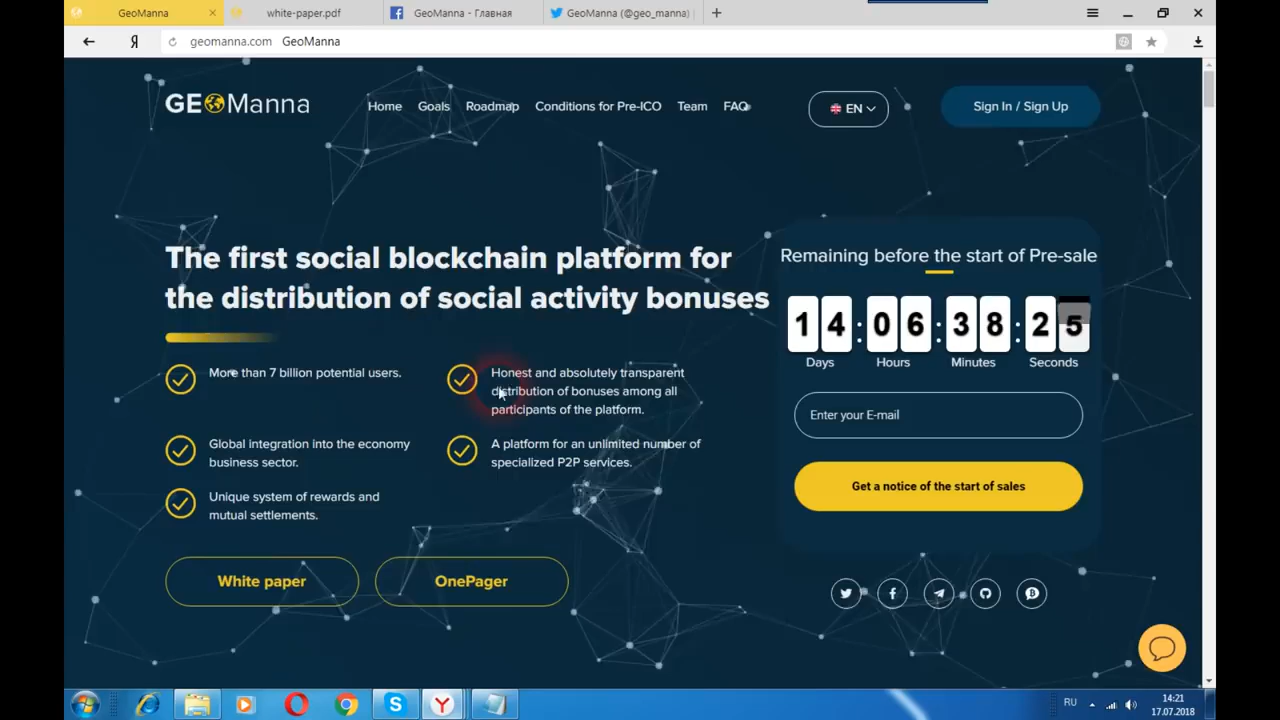 GeoManna
white-paper.pdf
GeoManna - Главная
GeoManna (@geo_manna)
geomanna.com GeoManna
GEOManna
Home Goals Roadmap Conditions for Pre-ICO Team FAQ
EN
Sign In / Sign Up
The first social blockchain platform for
the distribution of social activity bonuses
More than 7 billion potential users.
Honest and absolutely transparent
distribution of bonuses among all
participants of the platform.
Global integration into the economy
business sector.
A platform for an unlimited number of
specialized P2P services.
Unique system of rewards and
mutual settlements.
White paper
OnePager
Remaining before the start of Pre-sale
14 : 06 : 38 : 25
Days Hours Minutes Seconds
Enter your E-mail
Get a notice of the start of sales
RU
14:21
17.07.2018